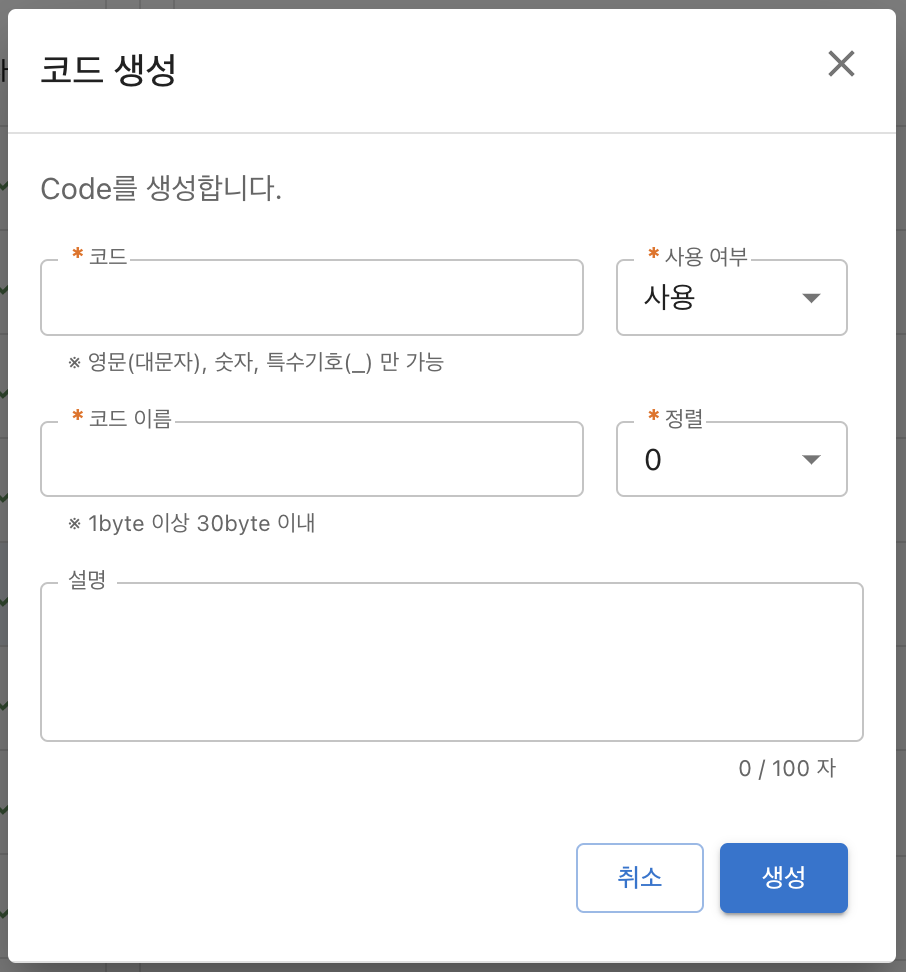 코드 생성
Code를 생성합니다.
* 코드
* 사용 여부
사용
※ 영문(대문자), 숫자, 특수기호(_) 만 가능
* 코드 이름
* 정렬
0
※ 1byte 이상 30byte 이내
설명
0 / 100 자
취소
생성